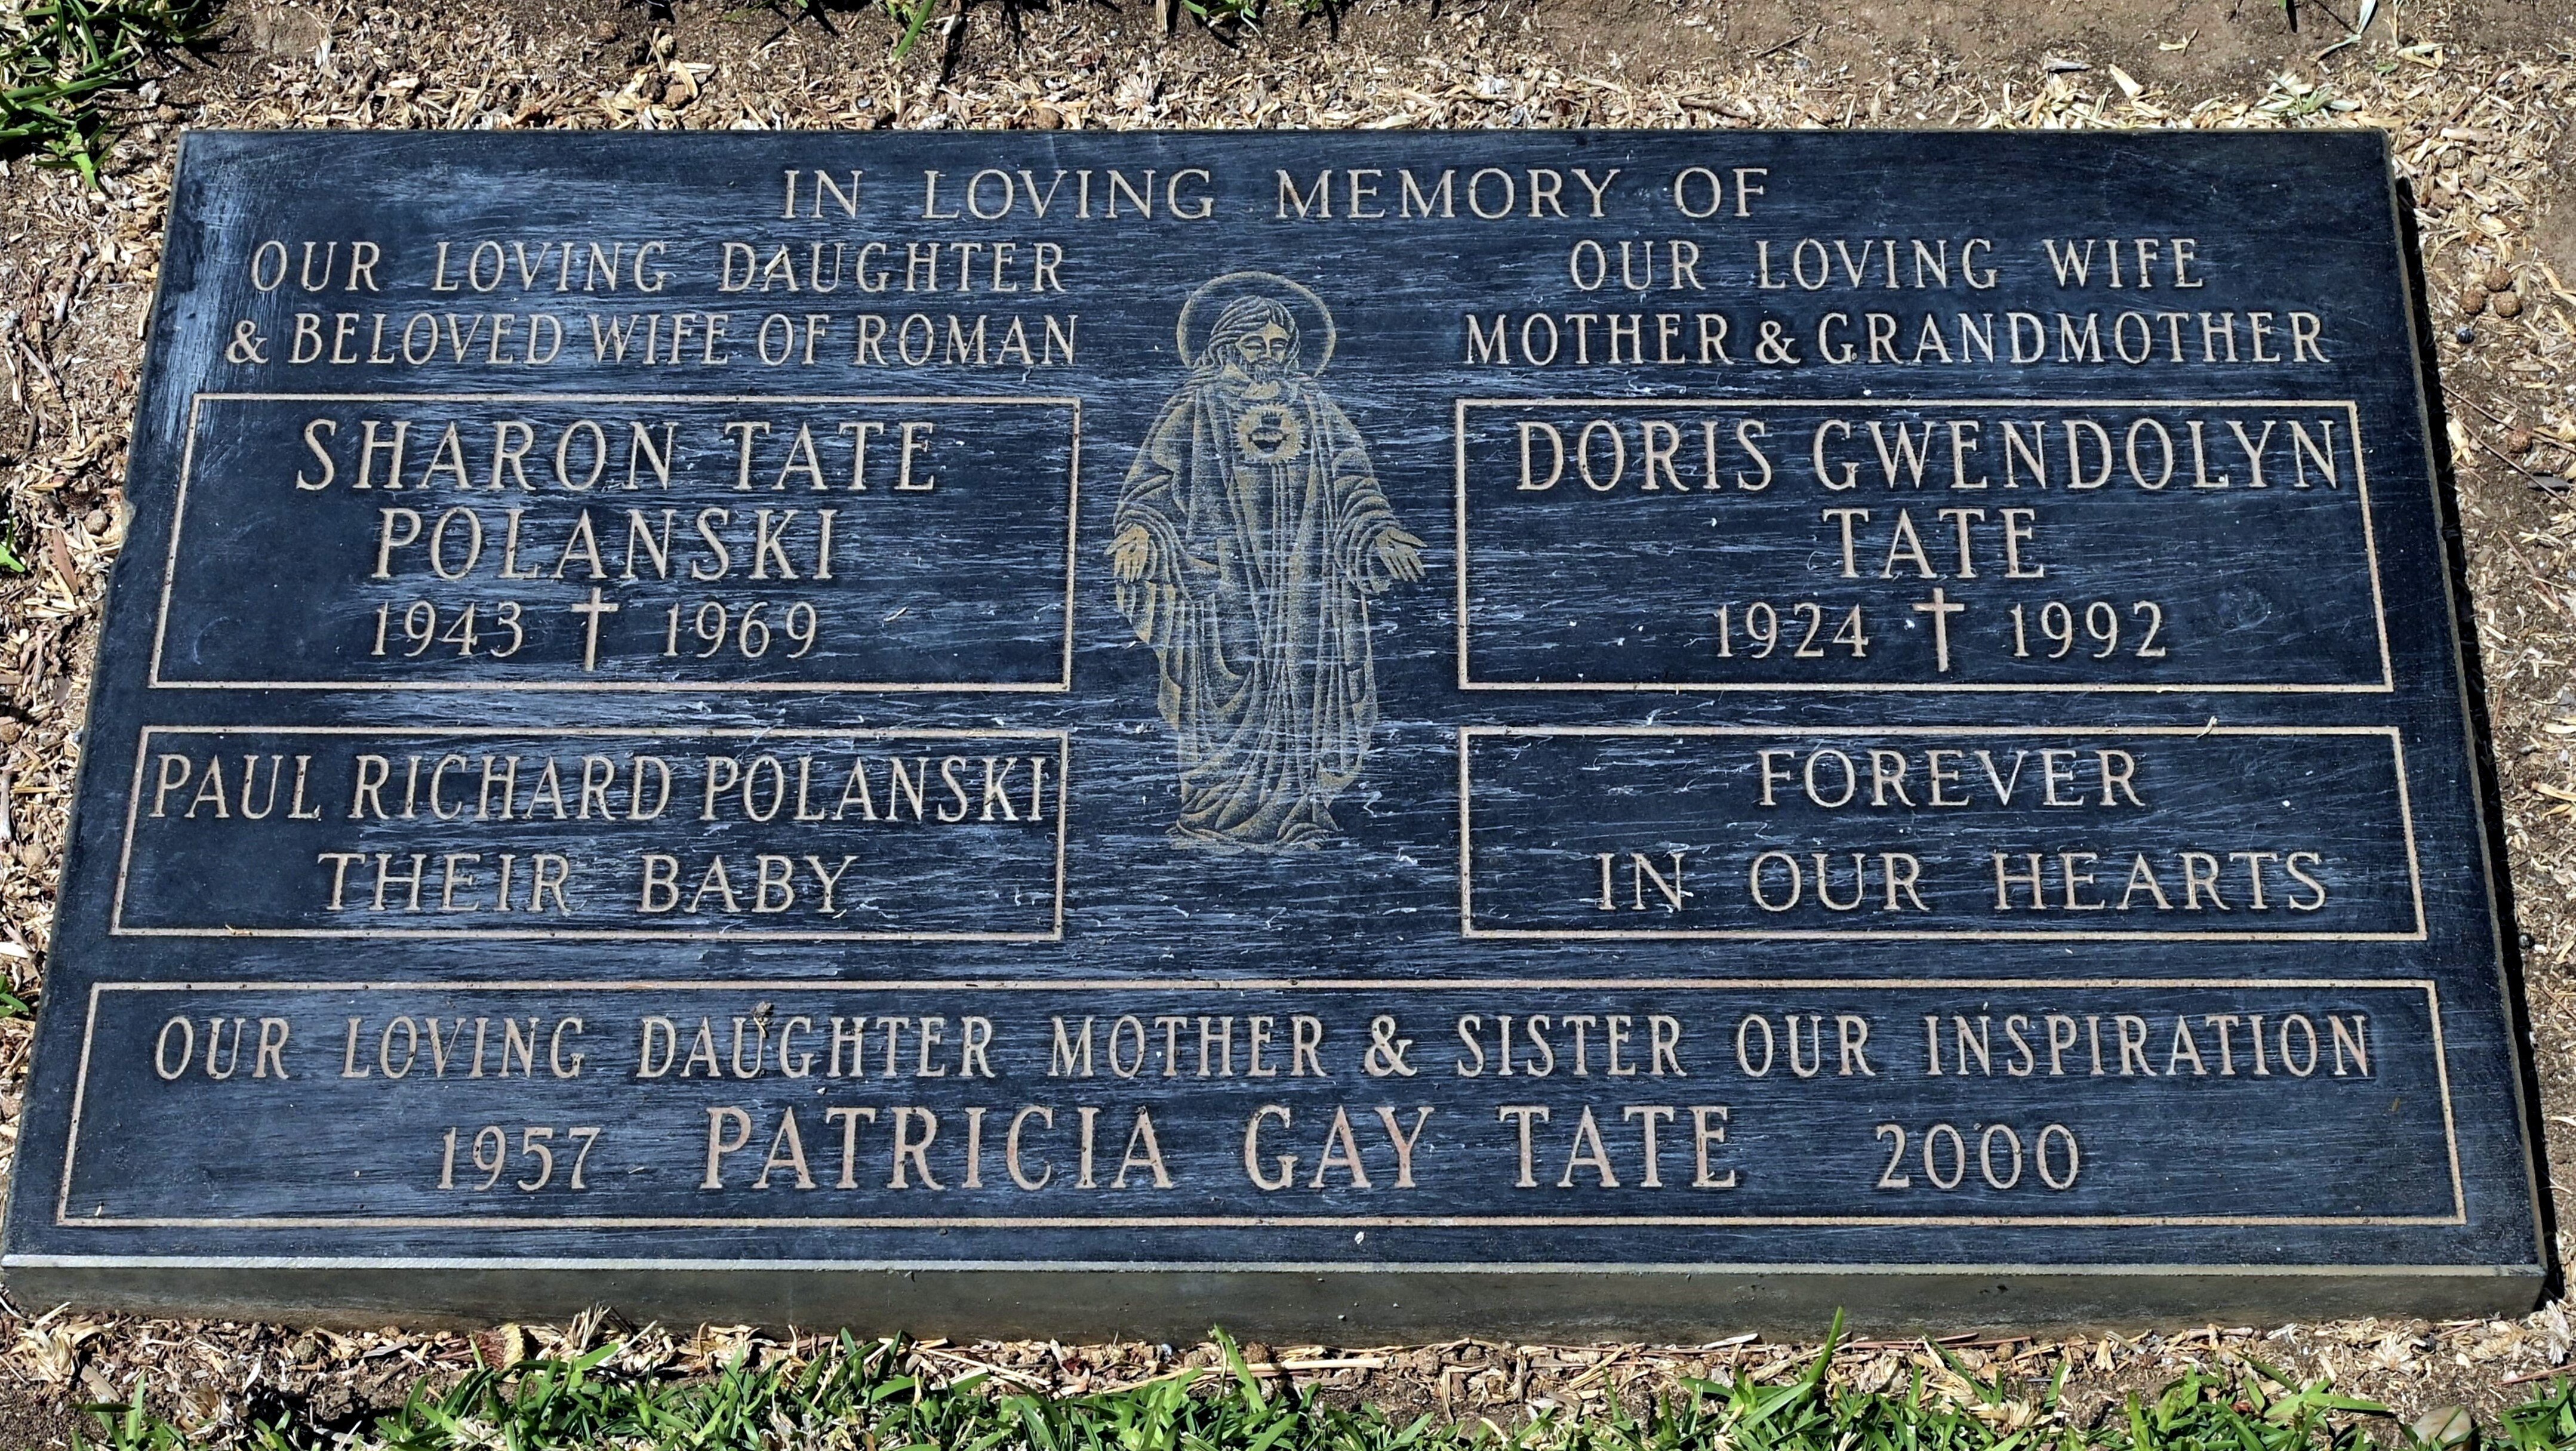 IN LOVING MEMORY OF
OUR LOVING DAUGHTER
& BELOVED WIFE OF ROMAN
SHARON TATE
POLANSKI
1943 † 1969
PAUL RICHARD POLANSKI
THEIR BABY
OUR LOVING WIFE
MOTHER & GRANDMOTHER
DORIS GWENDOLYN
TATE
1924 † 1992
FOREVER
IN OUR HEARTS
OUR LOVING DAUGHTER MOTHER & SISTER OUR INSPIRATION
1957 PATRICIA GAY TATE 2000